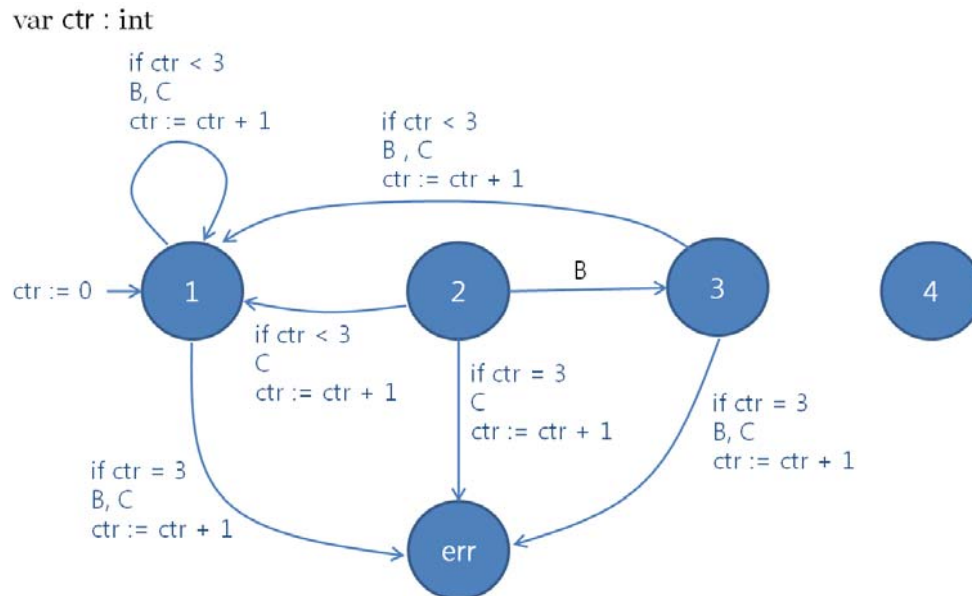 var ctr : int
if ctr < 3
B, C
ctr := ctr + 1
if ctr < 3
B , C
ctr := ctr + 1
ctr := 0
1
2
B
3
4
if ctr < 3
C
ctr := ctr + 1
if ctr = 3
C
ctr := ctr + 1
if ctr = 3
B, C
ctr := ctr + 1
if ctr = 3
B, C
ctr := ctr + 1
err